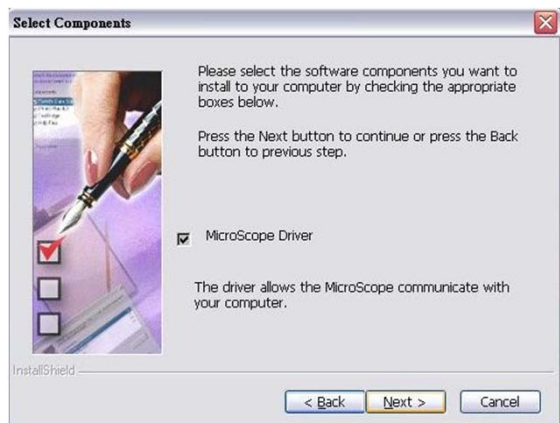 Select Components
Please select the software components you want to
install to your computer by checking the appropriate
boxes below.
Press the Next button to continue or press the Back
button to previous step.
MicroScope Driver
The driver allows the MicroScope communicate with
your computer.
InstallShield
< Back
Next >
Cancel